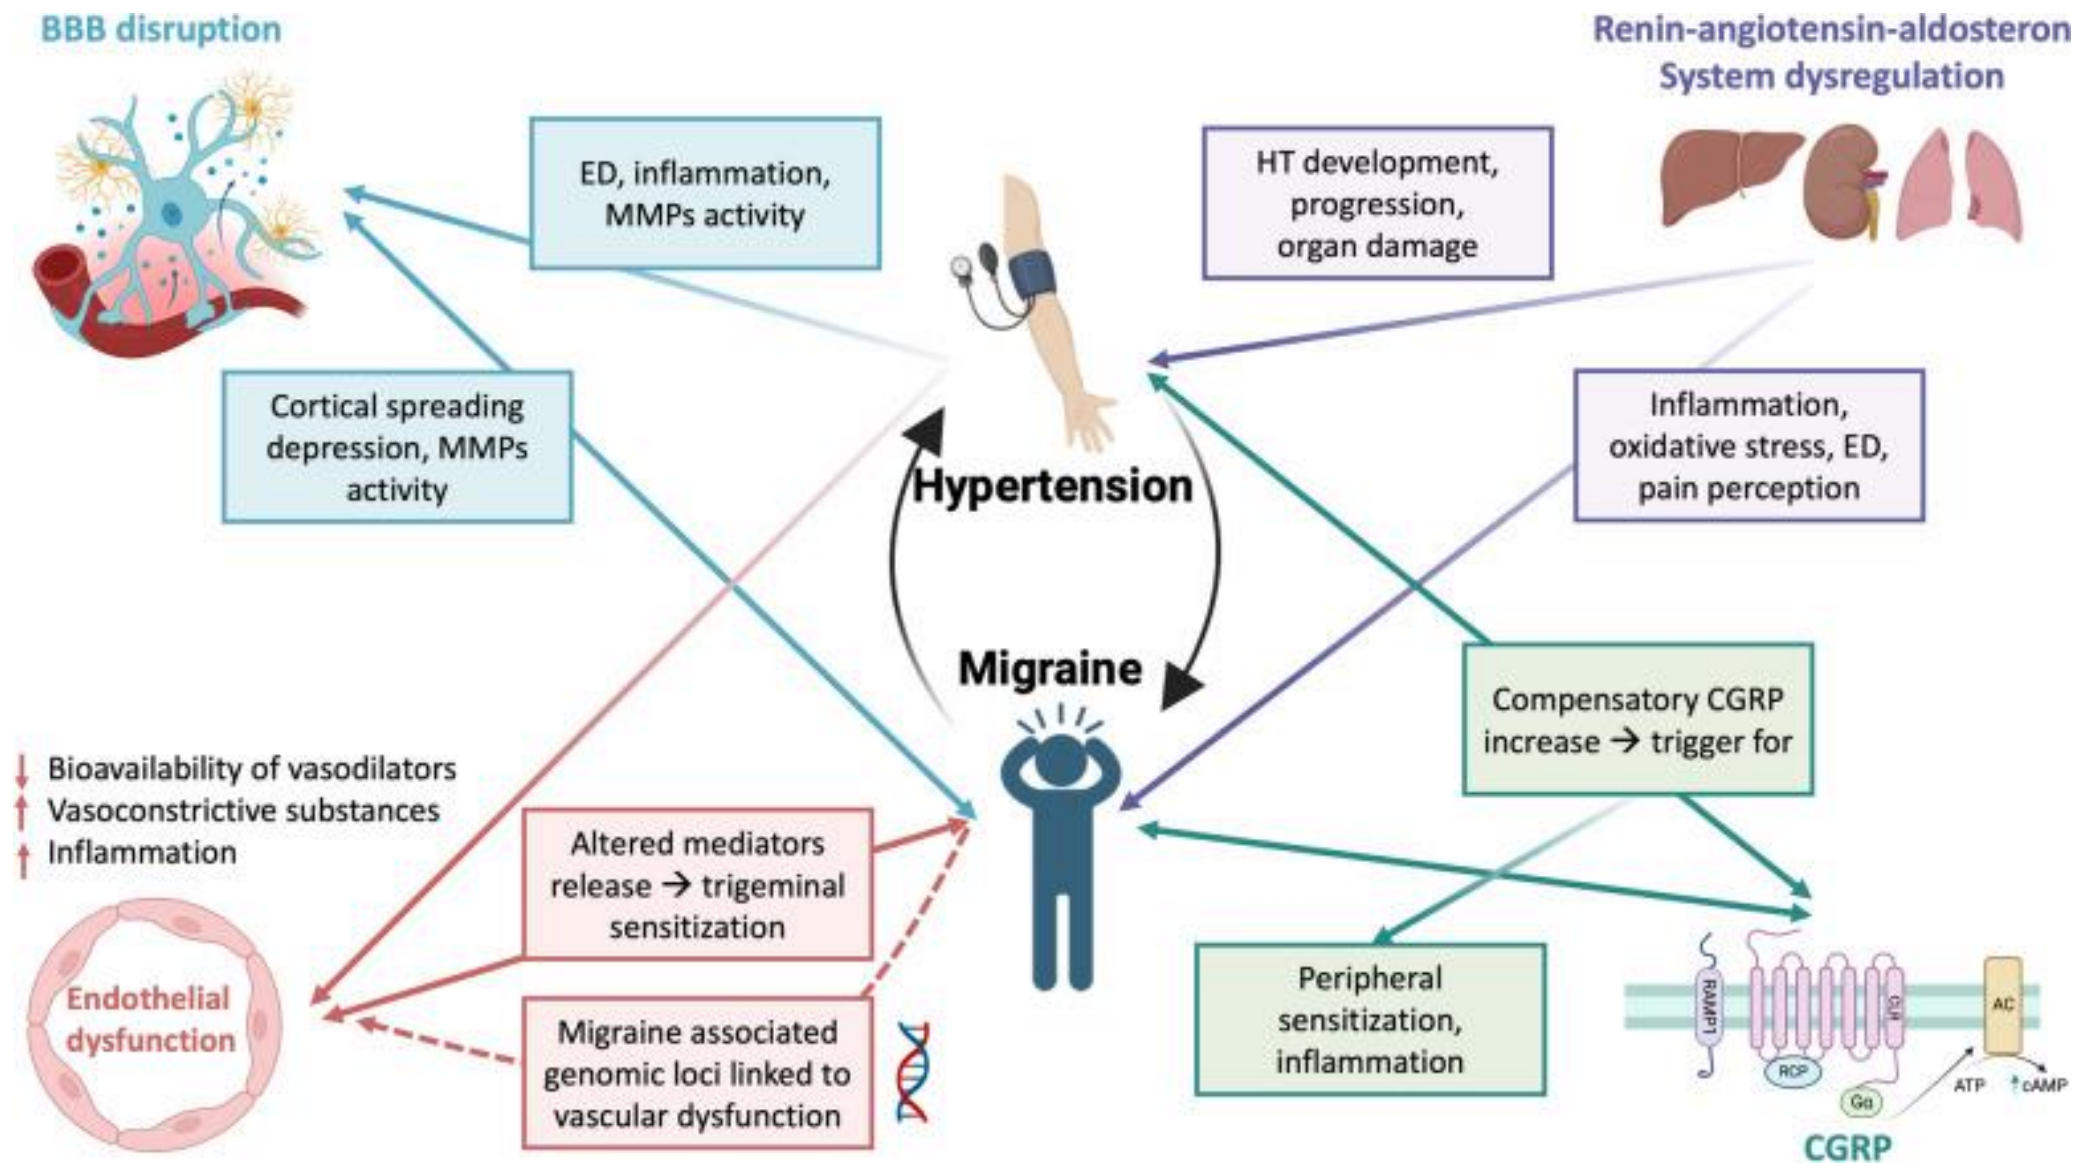 BBB disruption
Renin-angiotensin-aldosteron
System dysregulation
ED, inflammation,
MMPs activity
HT development,
progression,
organ damage
Cortical spreading
depression, MMPs
activity
Inflammation,
oxidative stress, ED,
pain perception
Hypertension
Migraine
Compensatory CGRP
increase → trigger for
↓ Bioavailability of vasodilators
↑ Vasoconstrictive substances
↑ Inflammation
Altered mediators
release → trigeminal
sensitization
Endothelial
dysfunction
Migraine associated
genomic loci linked to
vascular dysfunction
Peripheral
sensitization,
inflammation
RAMP1
CLR
AC
RCP
Gα
ATP
↑cAMP
CGRP